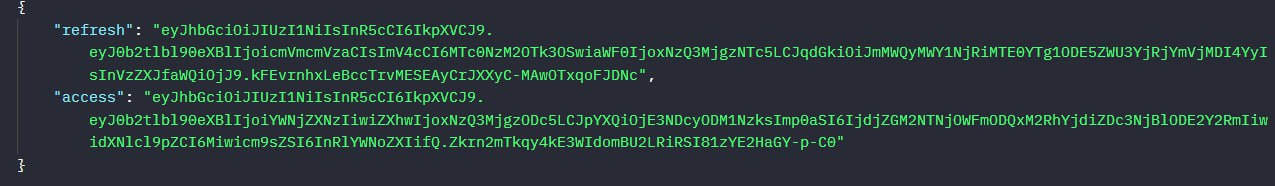 {
"refresh": "eyJhbGciOiJIUzI1NiIsInR5cCI6IkpXVCJ9.
eyJ0b2tlbl90eXBlIjoicmVmcmVzaCIsImV4cCI6MTc0NzM2OTk3OSwiaWF0IjoxNzQ3MjgzNTc5LCJqdGkiOiJmMWQyMWY1NjRiMTE0YTg1ODE5ZWU3YjRjYmVjMDI4YyI
sInVzZXJfaWQiOjJ9.kFEvrnhxLeBccTrvMESEAyCrJXXyC-MAwOTxqoFJDNc",
"access": "eyJhbGciOiJIUzI1NiIsInR5cCI6IkpXVCJ9.
eyJ0b2tlbl90eXBlIjoiYWNjZXNzIiwiZXhwIjoxNzQ3MjgzODc5LCJpYXQiOjE3NDcyODM1NzksImp0aSI6IjdjZGM2NTNjOWFmODQxM2RhYjdiZDc3NjBlODE2Y2RmIiw
idXNlcl9pZCI6Miwicm9sZSI6InRlYWNoZXIifQ.Zkrn2mTkqy4kE3WIdomBU2LRiRSI81zYE2HaGY-p-C0"
}